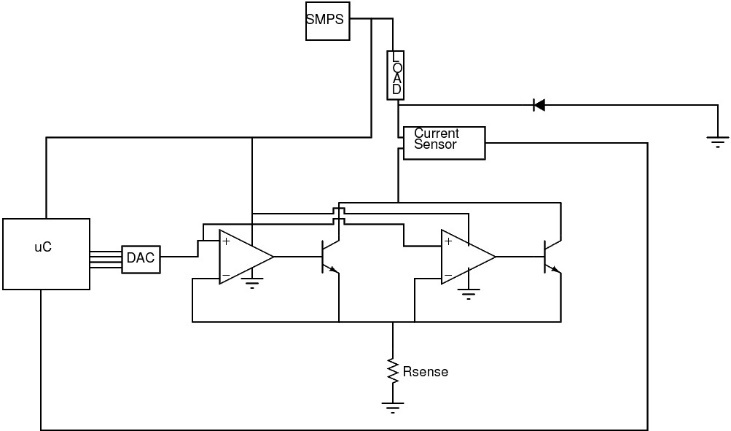 SMPS
LOAD
Current
Sensor
uC
DAC
+
−
+
−
Rsense